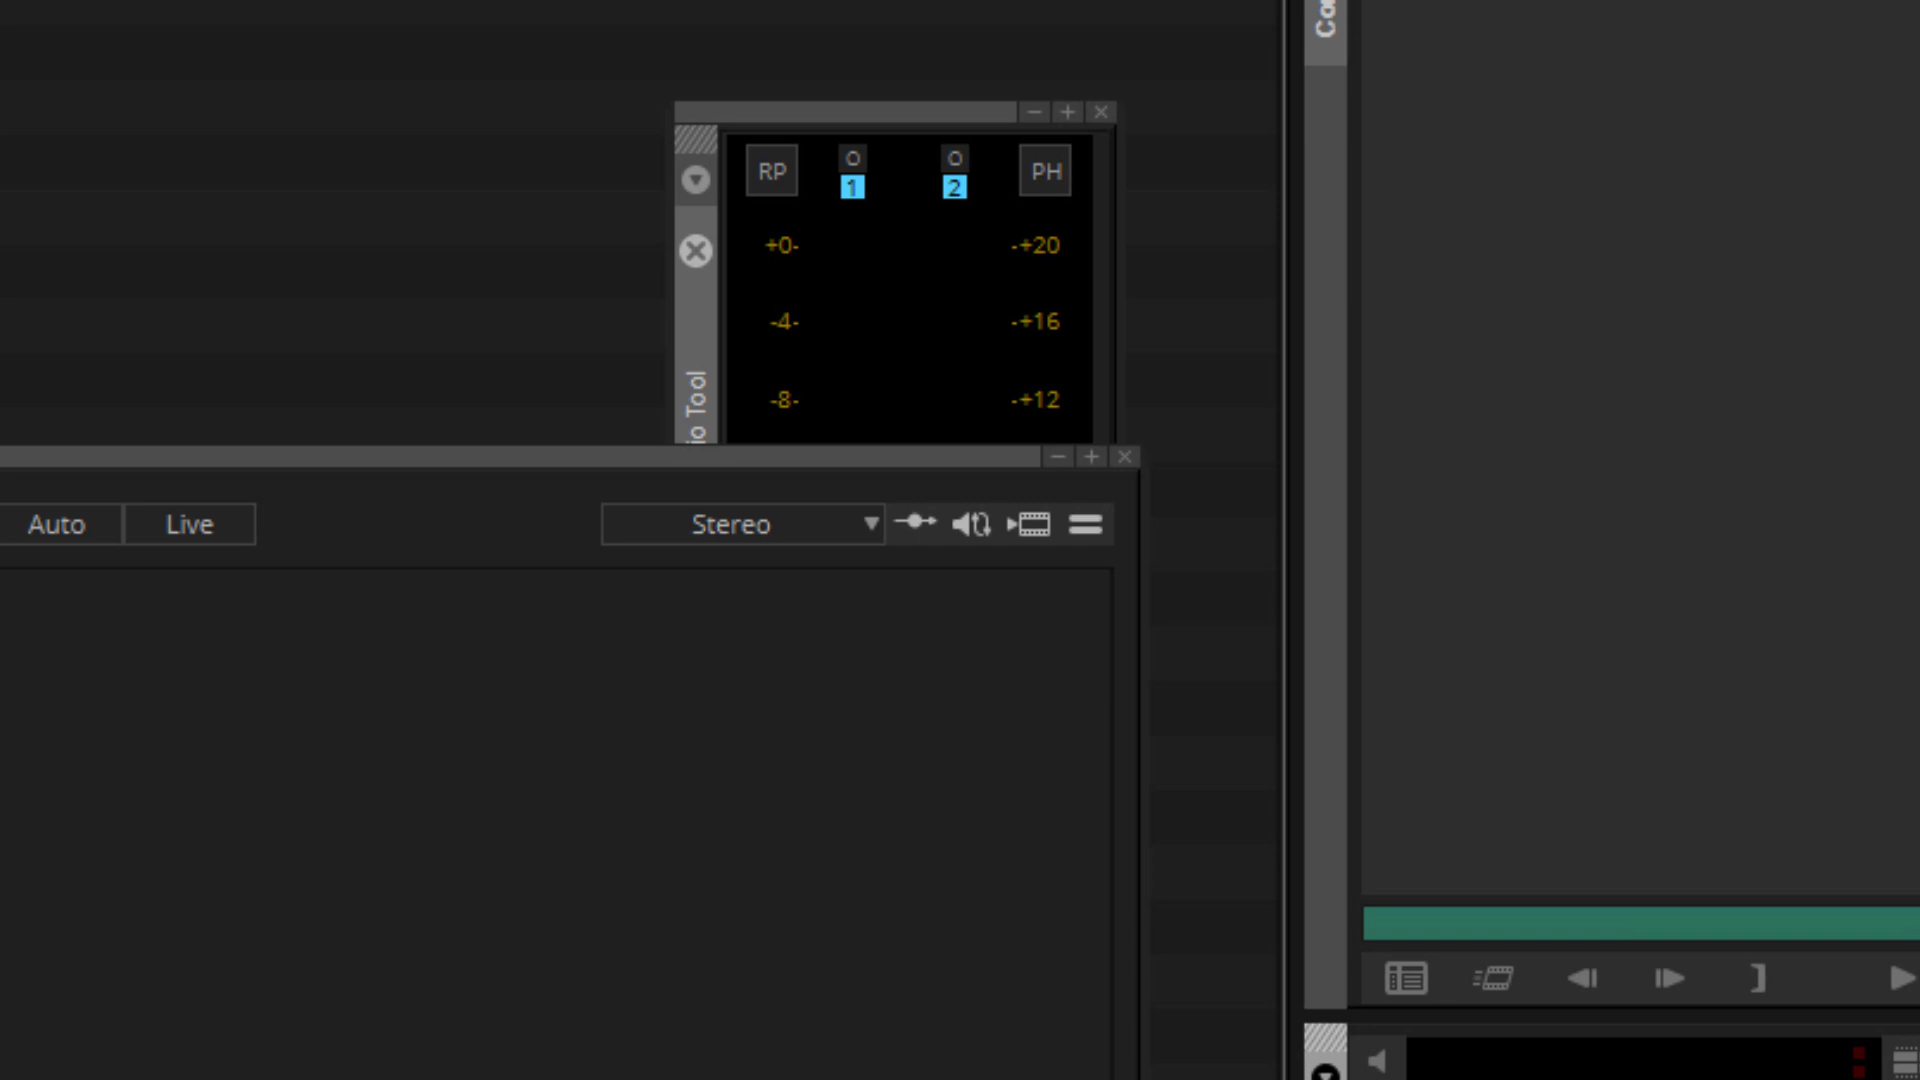 Co
RP O O PH
1 2
+0- -+20
-4- -+16
-8- -+12
io Tool
Auto Live Stereo